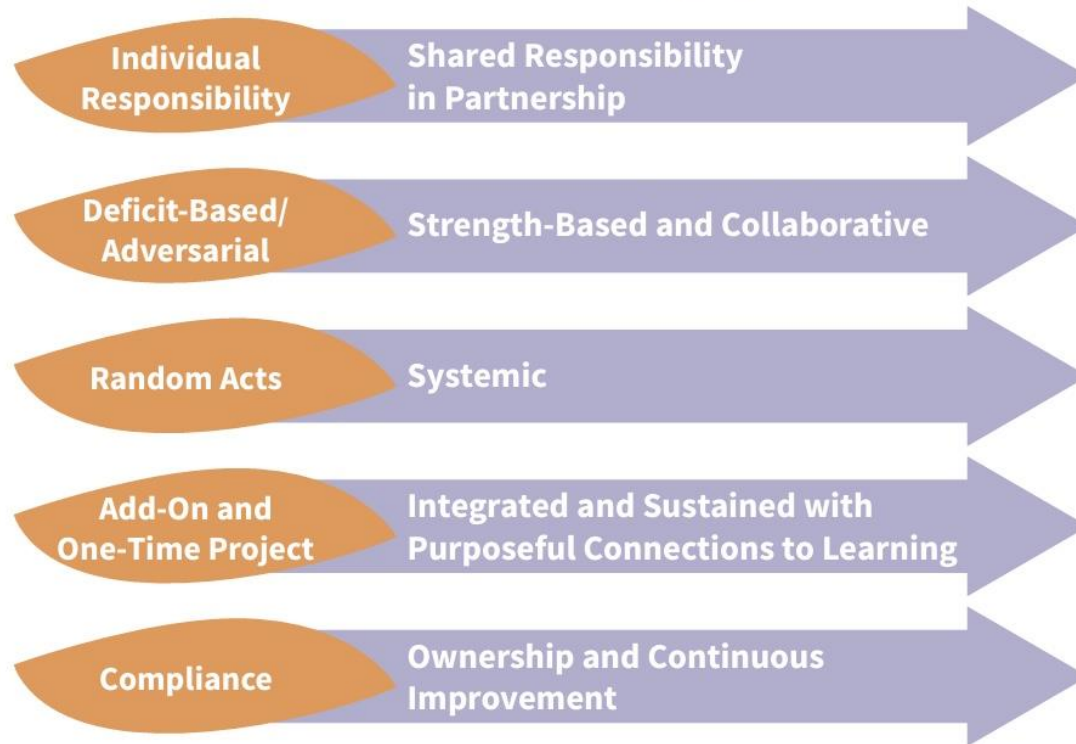 Individual
Responsibility
Shared Responsibility
in Partnership
Deficit-Based/
Adversarial
Strength-Based and Collaborative
Random Acts
Systemic
Add-On and
One-Time Project
Integrated and Sustained with
Purposeful Connections to Learning
Compliance
Ownership and Continuous
Improvement